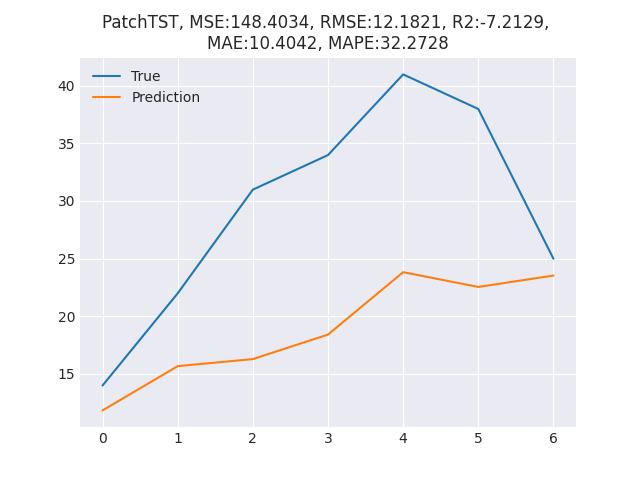 PatchTST, MSE:148.4034, RMSE:12.1821, R2:-7.2129,
MAE:10.4042, MAPE:32.2728
True
Prediction
40
35
30
25
20
15
0 1 2 3 4 5 6